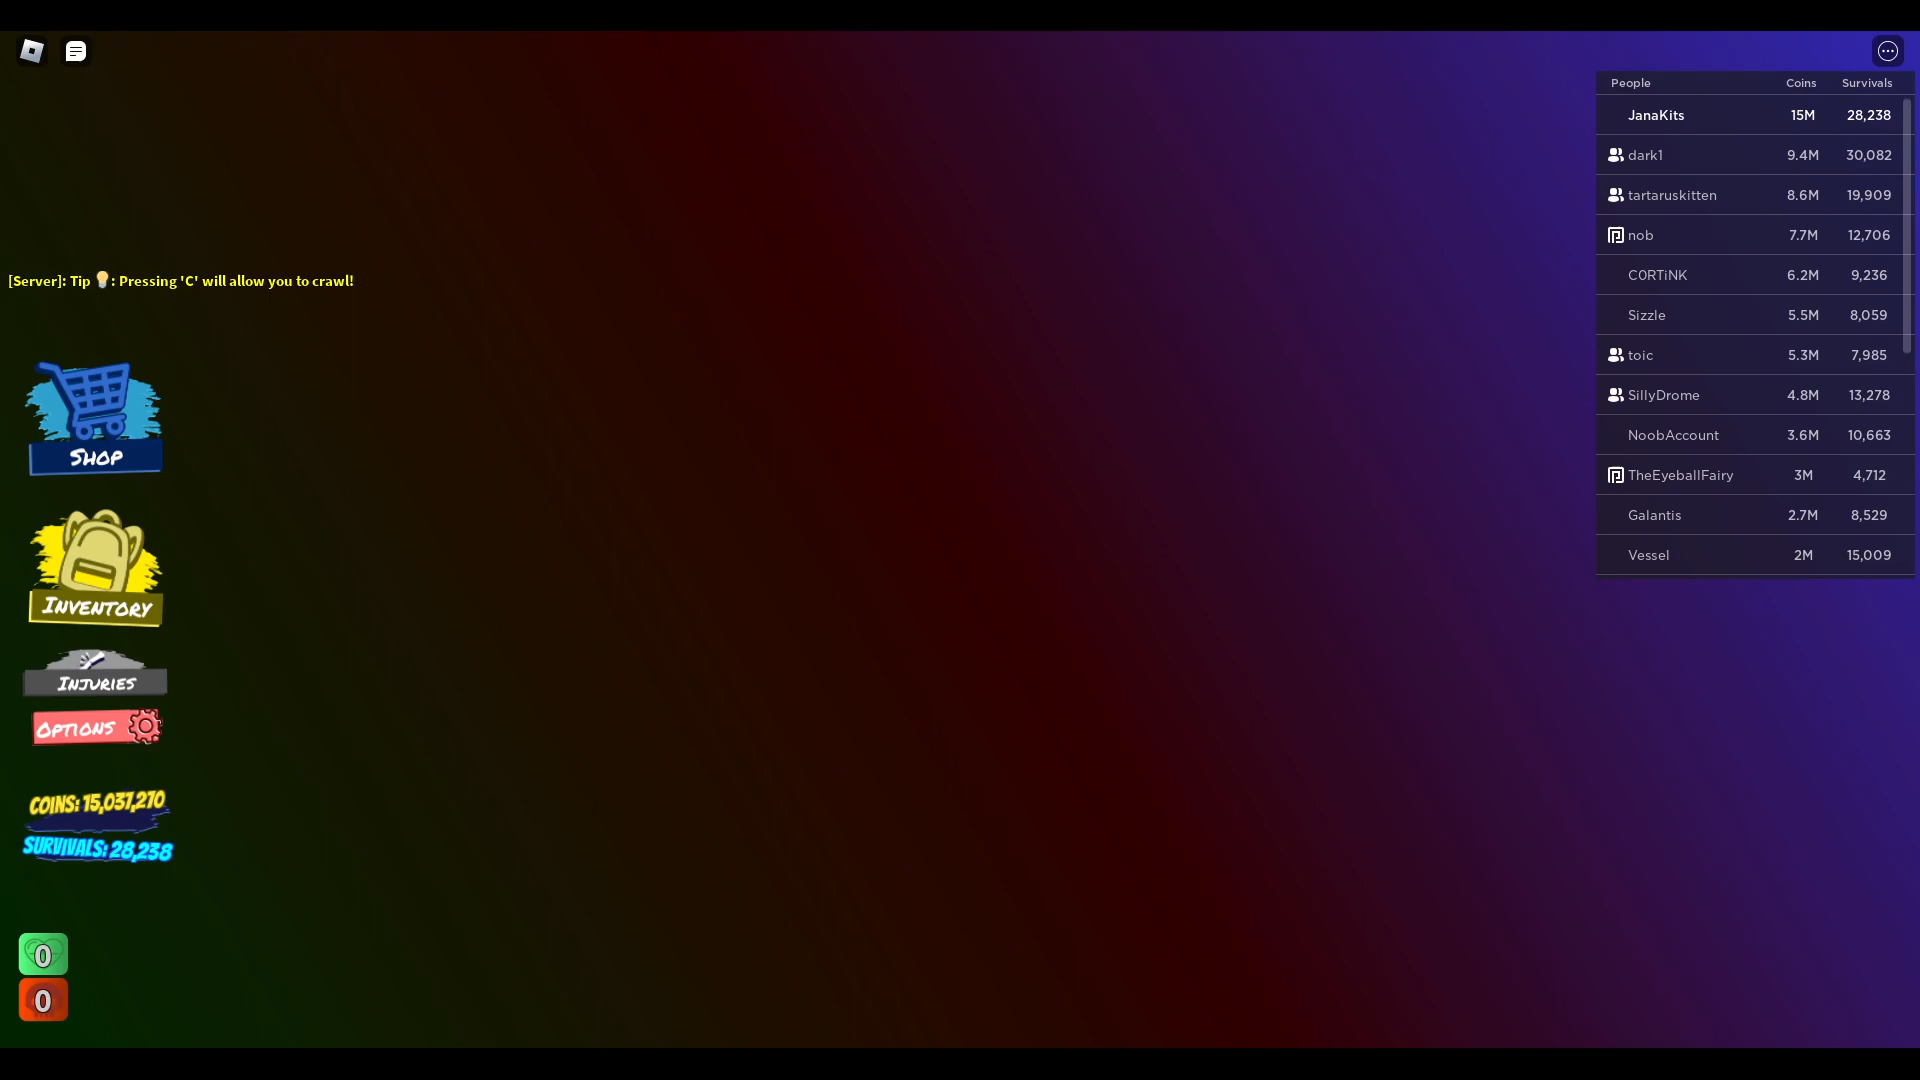 People Coins Survivals
JanaKits 15M 28,238
dark1 9.4M 30,082
tartaruskitten 8.6M 19,909
nob 7.7M 12,706
C0RTiNK 6.2M 9,236
Sizzle 5.5M 8,059
toic 5.3M 7,985
SillyDrome 4.8M 13,278
NoobAccount 3.6M 10,663
TheEyeballFairy 3M 4,712
Galantis 2.7M 8,529
Vessel 2M 15,009
[Server]: Tip 💡: Pressing 'C' will allow you to crawl!
SHOP
INVENTORY
INJURIES
OPTIONS
COINS: 15,037,270
SURVIVALS: 28,238
0
0